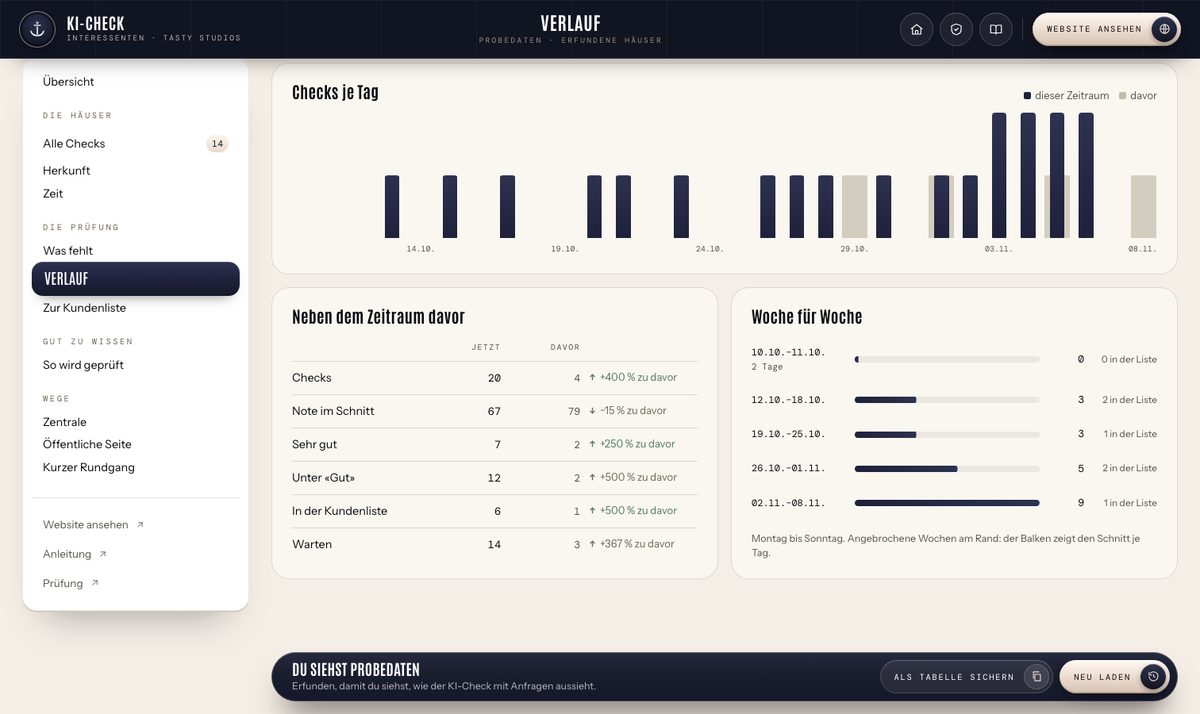 KI-CHECK
INTERESSENTEN · TASTY STUDIOS
VERLAUF
PROBEDATEN · ERFUNDENE HÄUSER
WEBSITE ANSEHEN
Übersicht
DIE HÄUSER
Alle Checks 14
Herkunft
Zeit
DIE PRÜFUNG
Was fehlt
VERLAUF
Zur Kundenliste
GUT ZU WISSEN
So wird geprüft
WEGE
Zentrale
Öffentliche Seite
Kurzer Rundgang
Website ansehen ↗
Anleitung ↗
Prüfung ↗
Checks je Tag
dieser Zeitraum davor
14.10. 19.10. 24.10. 29.10. 03.11. 08.11.
Neben dem Zeitraum davor
JETZT DAVOR
Checks 20 4 ↑ +400 % zu davor
Note im Schnitt 67 79 ↓ −15 % zu davor
Sehr gut 7 2 ↑ +250 % zu davor
Unter «Gut» 12 2 ↑ +500 % zu davor
In der Kundenliste 6 1 ↑ +500 % zu davor
Warten 14 3 ↑ +367 % zu davor
Woche für Woche
10.10.–11.10. 0 0 in der Liste
2 Tage
12.10.–18.10. 3 2 in der Liste
19.10.–25.10. 3 1 in der Liste
26.10.–01.11. 5 2 in der Liste
02.11.–08.11. 9 1 in der Liste
Montag bis Sonntag. Angebrochene Wochen am Rand: der Balken zeigt den Schnitt je
Tag.
DU SIEHST PROBEDATEN
Erfunden, damit du siehst, wie der KI-Check mit Anfragen aussieht.
ALS TABELLE SICHERN
NEU LADEN